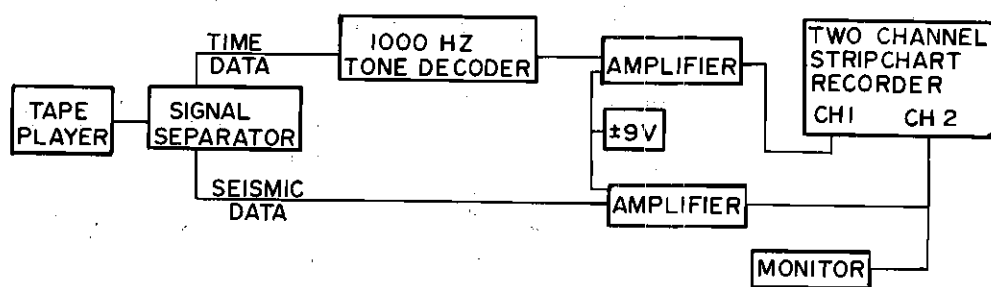 TAPE
PLAYER
SIGNAL
SEPARATOR
TIME
DATA
1000 HZ
TONE DECODER
AMPLIFIER
±9V
SEISMIC
DATA
AMPLIFIER
TWO CHANNEL
STRIPCHART
RECORDER
CH1 CH 2
MONITOR